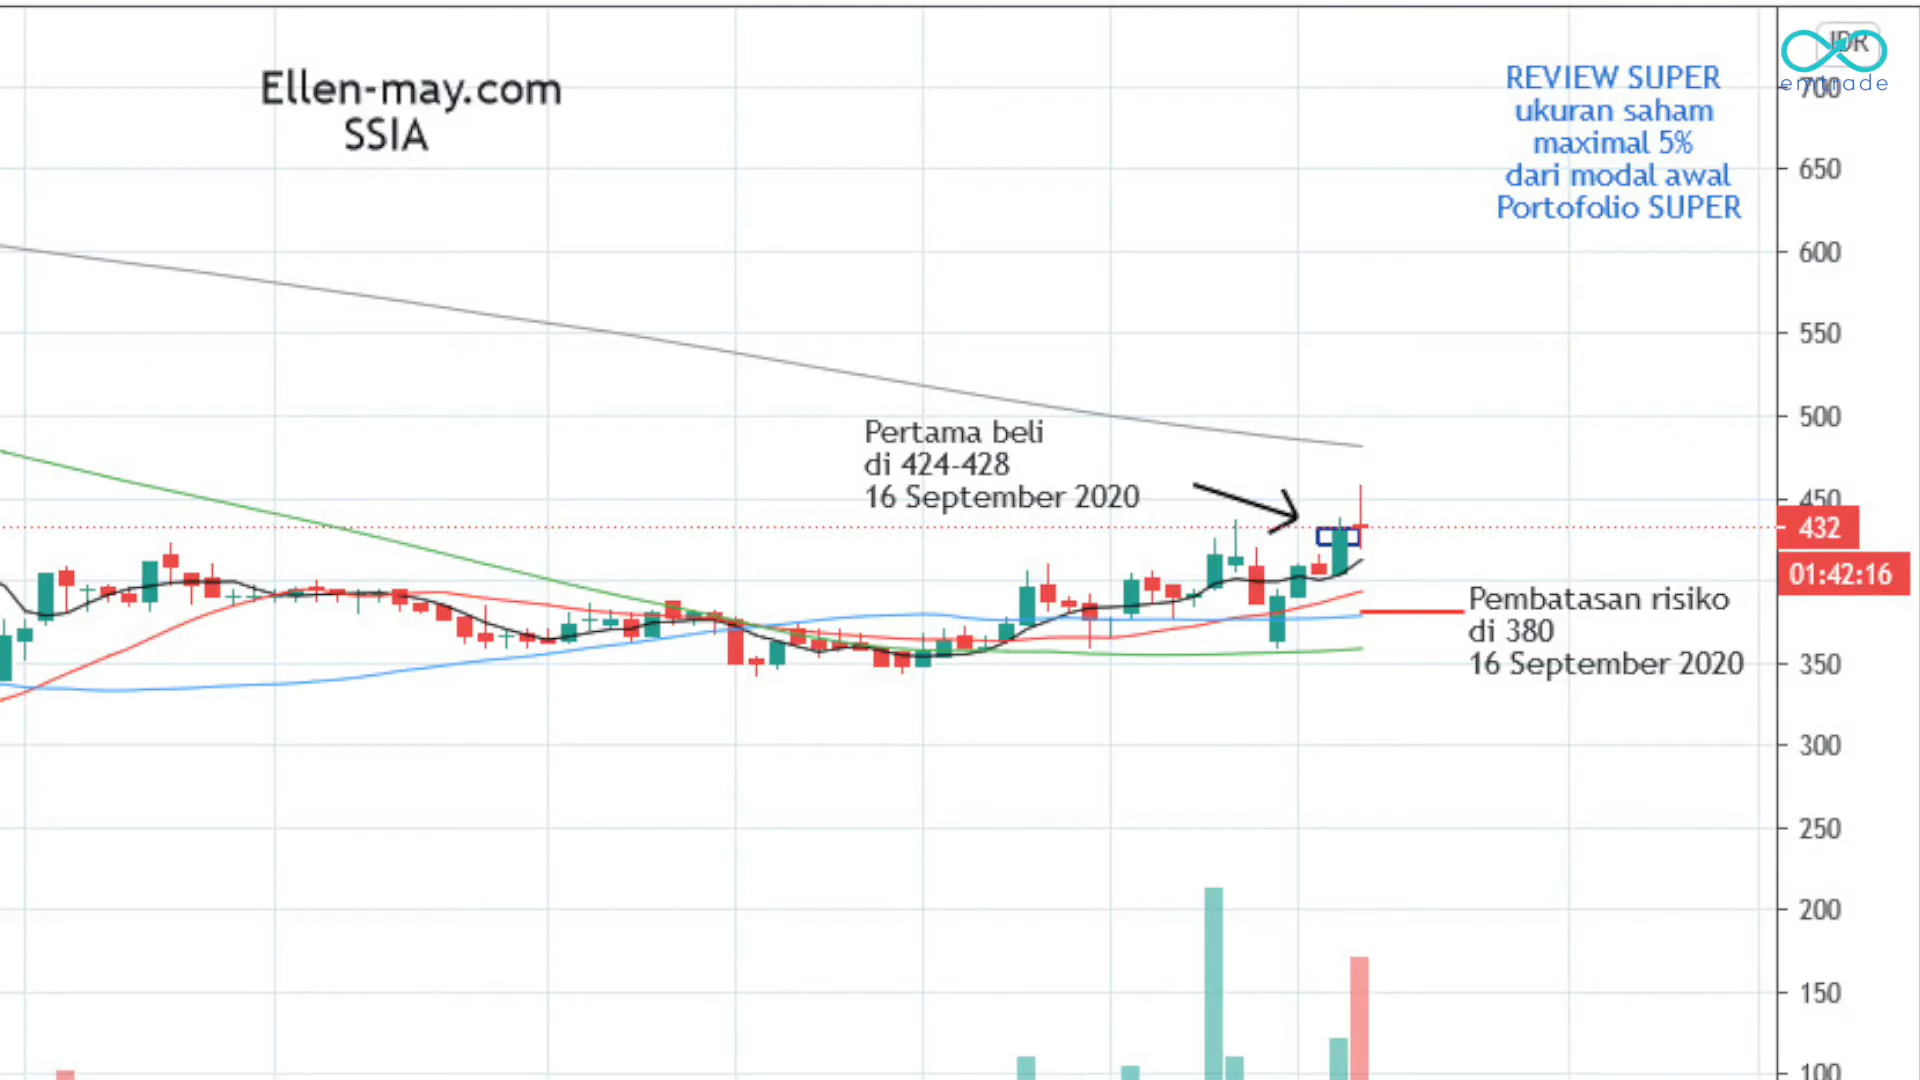 Ellen-may.com
SSIA
REVIEW SUPER
ukuran saham
maximal 5%
dari modal awal
Portofolio SUPER
IDR
emtrade
Pertama beli
di 424-428
16 September 2020
Pembatasan risiko
di 380
16 September 2020
700
650
600
550
500
450
432
01:42:16
350
300
250
200
150
100